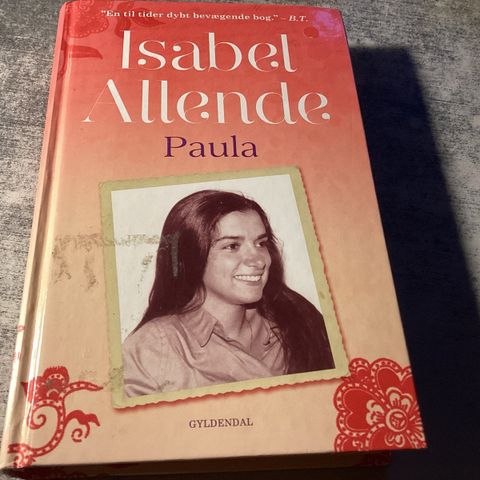 "En til tider dybt bevægende bog." – B.T.
Isabel
Allende
Paula
GYLDENDAL